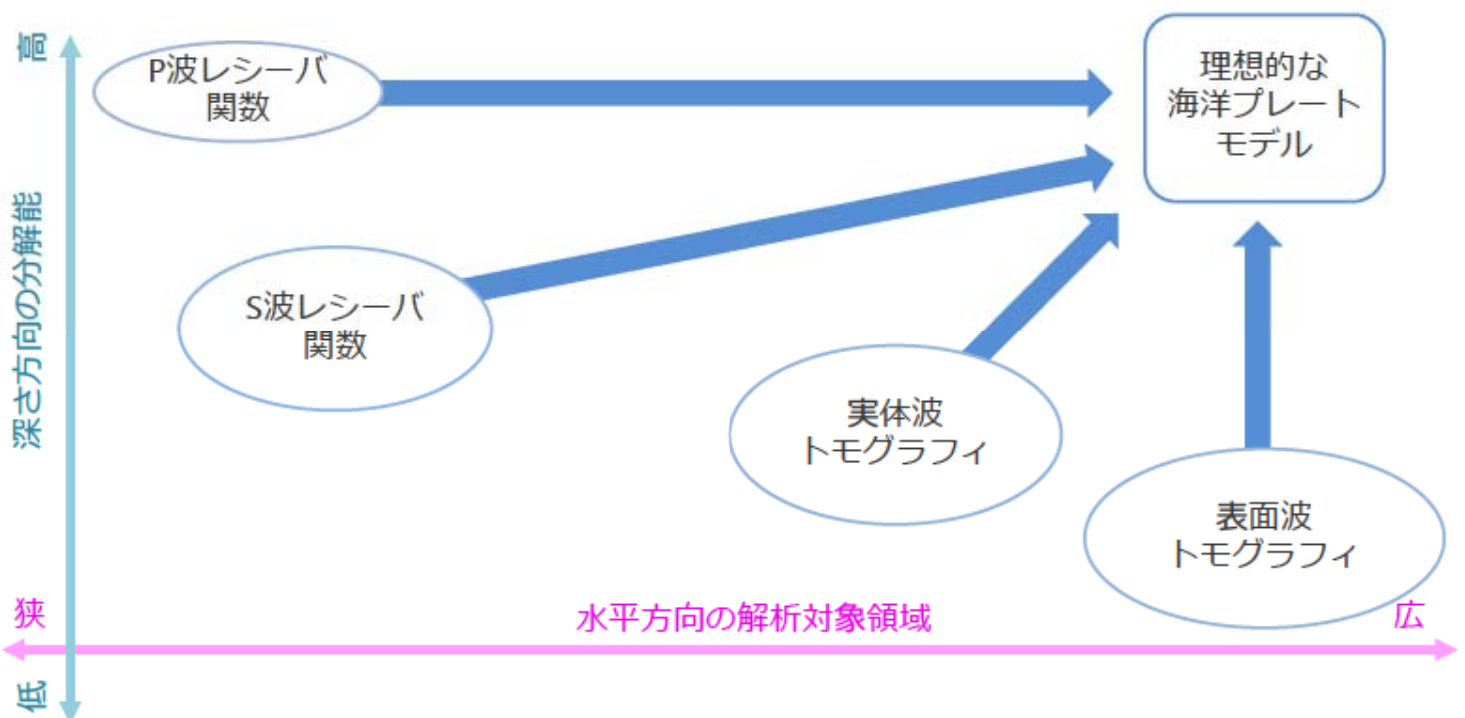 高
P波レシーバ
関数
理想的な
海洋プレート
モデル
深さ方向の分解能
S波レシーバ
関数
実体波
トモグラフィ
表面波
トモグラフィ
狭
水平方向の解析対象領域
広
低